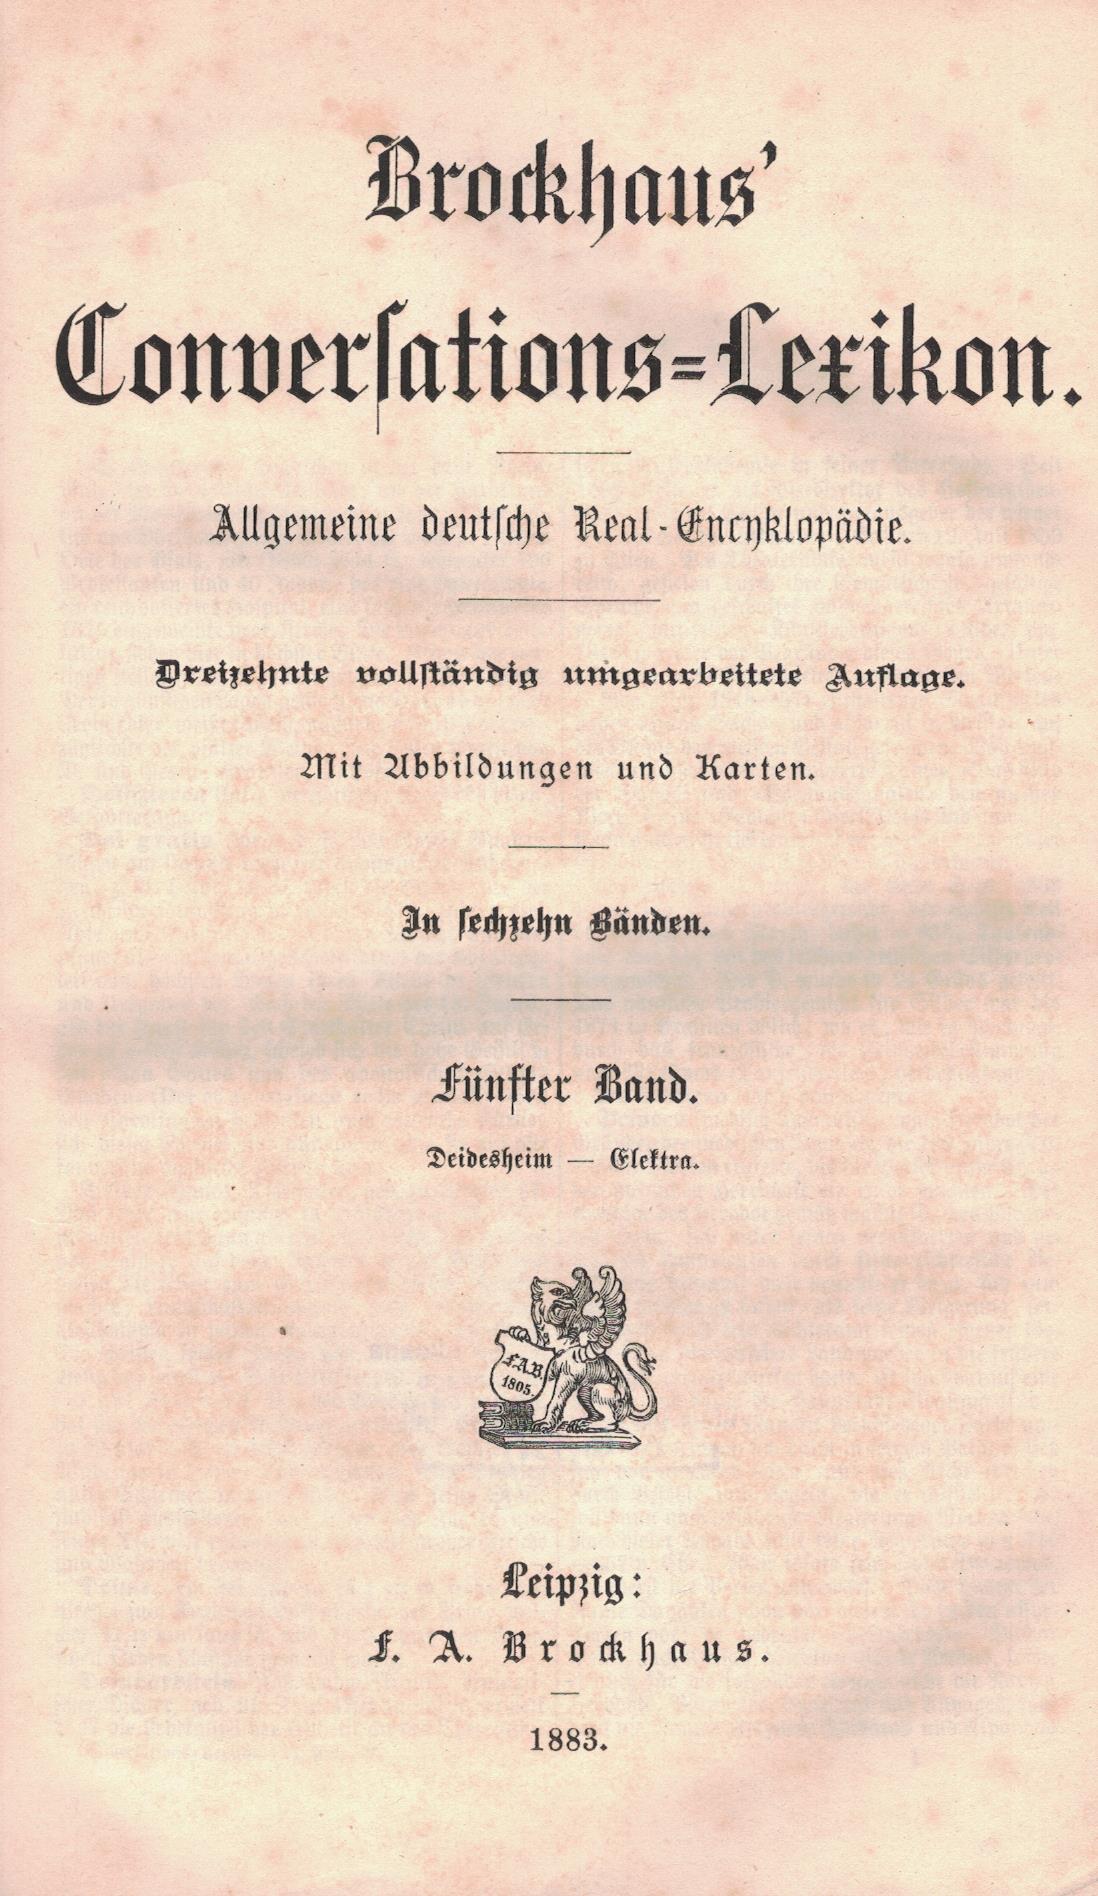 Brockhaus’
Converſations=Lexikon.
Allgemeine deutſche Real-Encyklopädie.
Dreizehnte vollſtändig umgearbeitete Auflage.
Mit Abbildungen und Karten.
In ſechzehn Bänden.
Fünfter Band.
Deidesheim — Elektra.
F.A.B.
1805.
Leipzig:
F. A. Brockhaus.
1883.